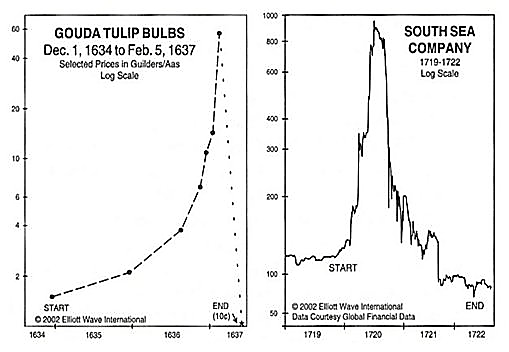 GOUDA TULIP BULBS
Dec. 1, 1634 to Feb. 5, 1637
Selected Prices in Guilders/Aas
Log Scale
60
40
20
10
6
4
2
START
END
(10¢)
© 2002 Elliott Wave International
1634
1635
1636
1637
SOUTH SEA
COMPANY
1719-1722
Log Scale
1000
800
600
400
300
200
100
50
START
END
© 2002 Elliott Wave International
Data Courtesy Global Financial Data
1719
1720
1721
1722